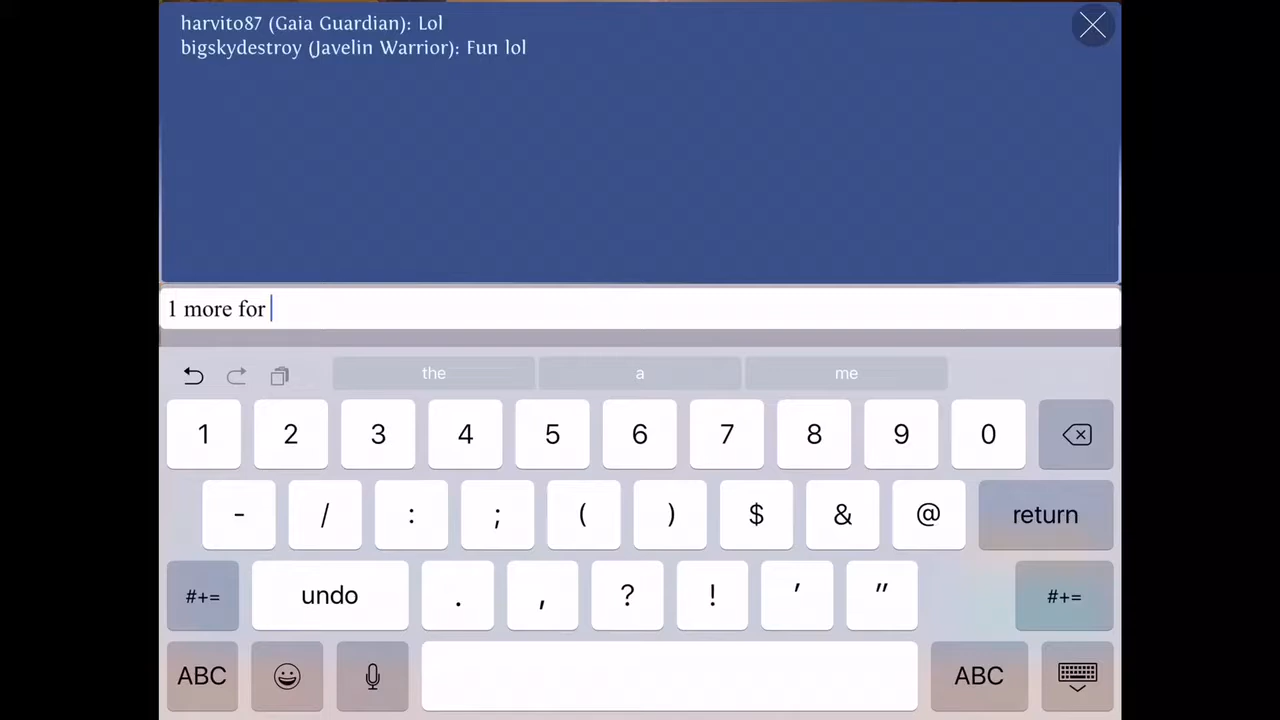 harvito87 (Gaia Guardian): Lol
bigskydestroy (Javelin Warrior): Fun lol
1 more for
the a me
1 2 3 4 5 6 7 8 9 0
- / : ; ( ) $ & @ return
#+= undo . , ? ! ' " #+=
ABC ABC